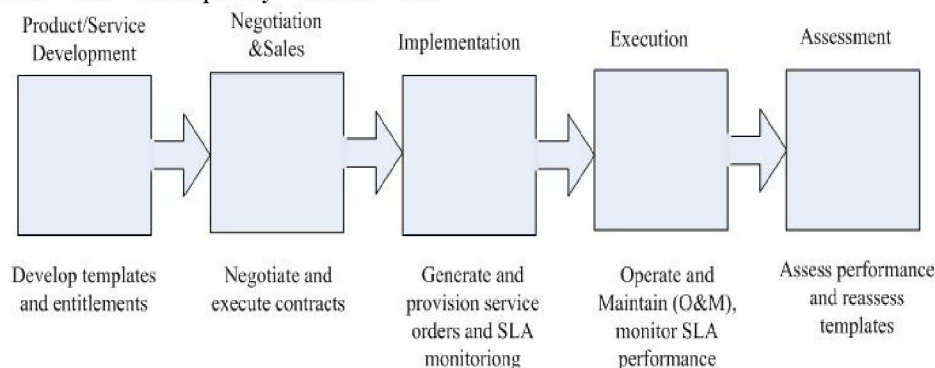 Product/Service
Development
Negotiation
&Sales
Implementation
Execution
Assessment
Develop templates
and entitlements
Negotiate and
execute contracts
Generate and
provision service
orders and SLA
monitoriong
Operate and
Maintain (O&M),
monitor SLA
performance
Assess performance
and reassess
templates